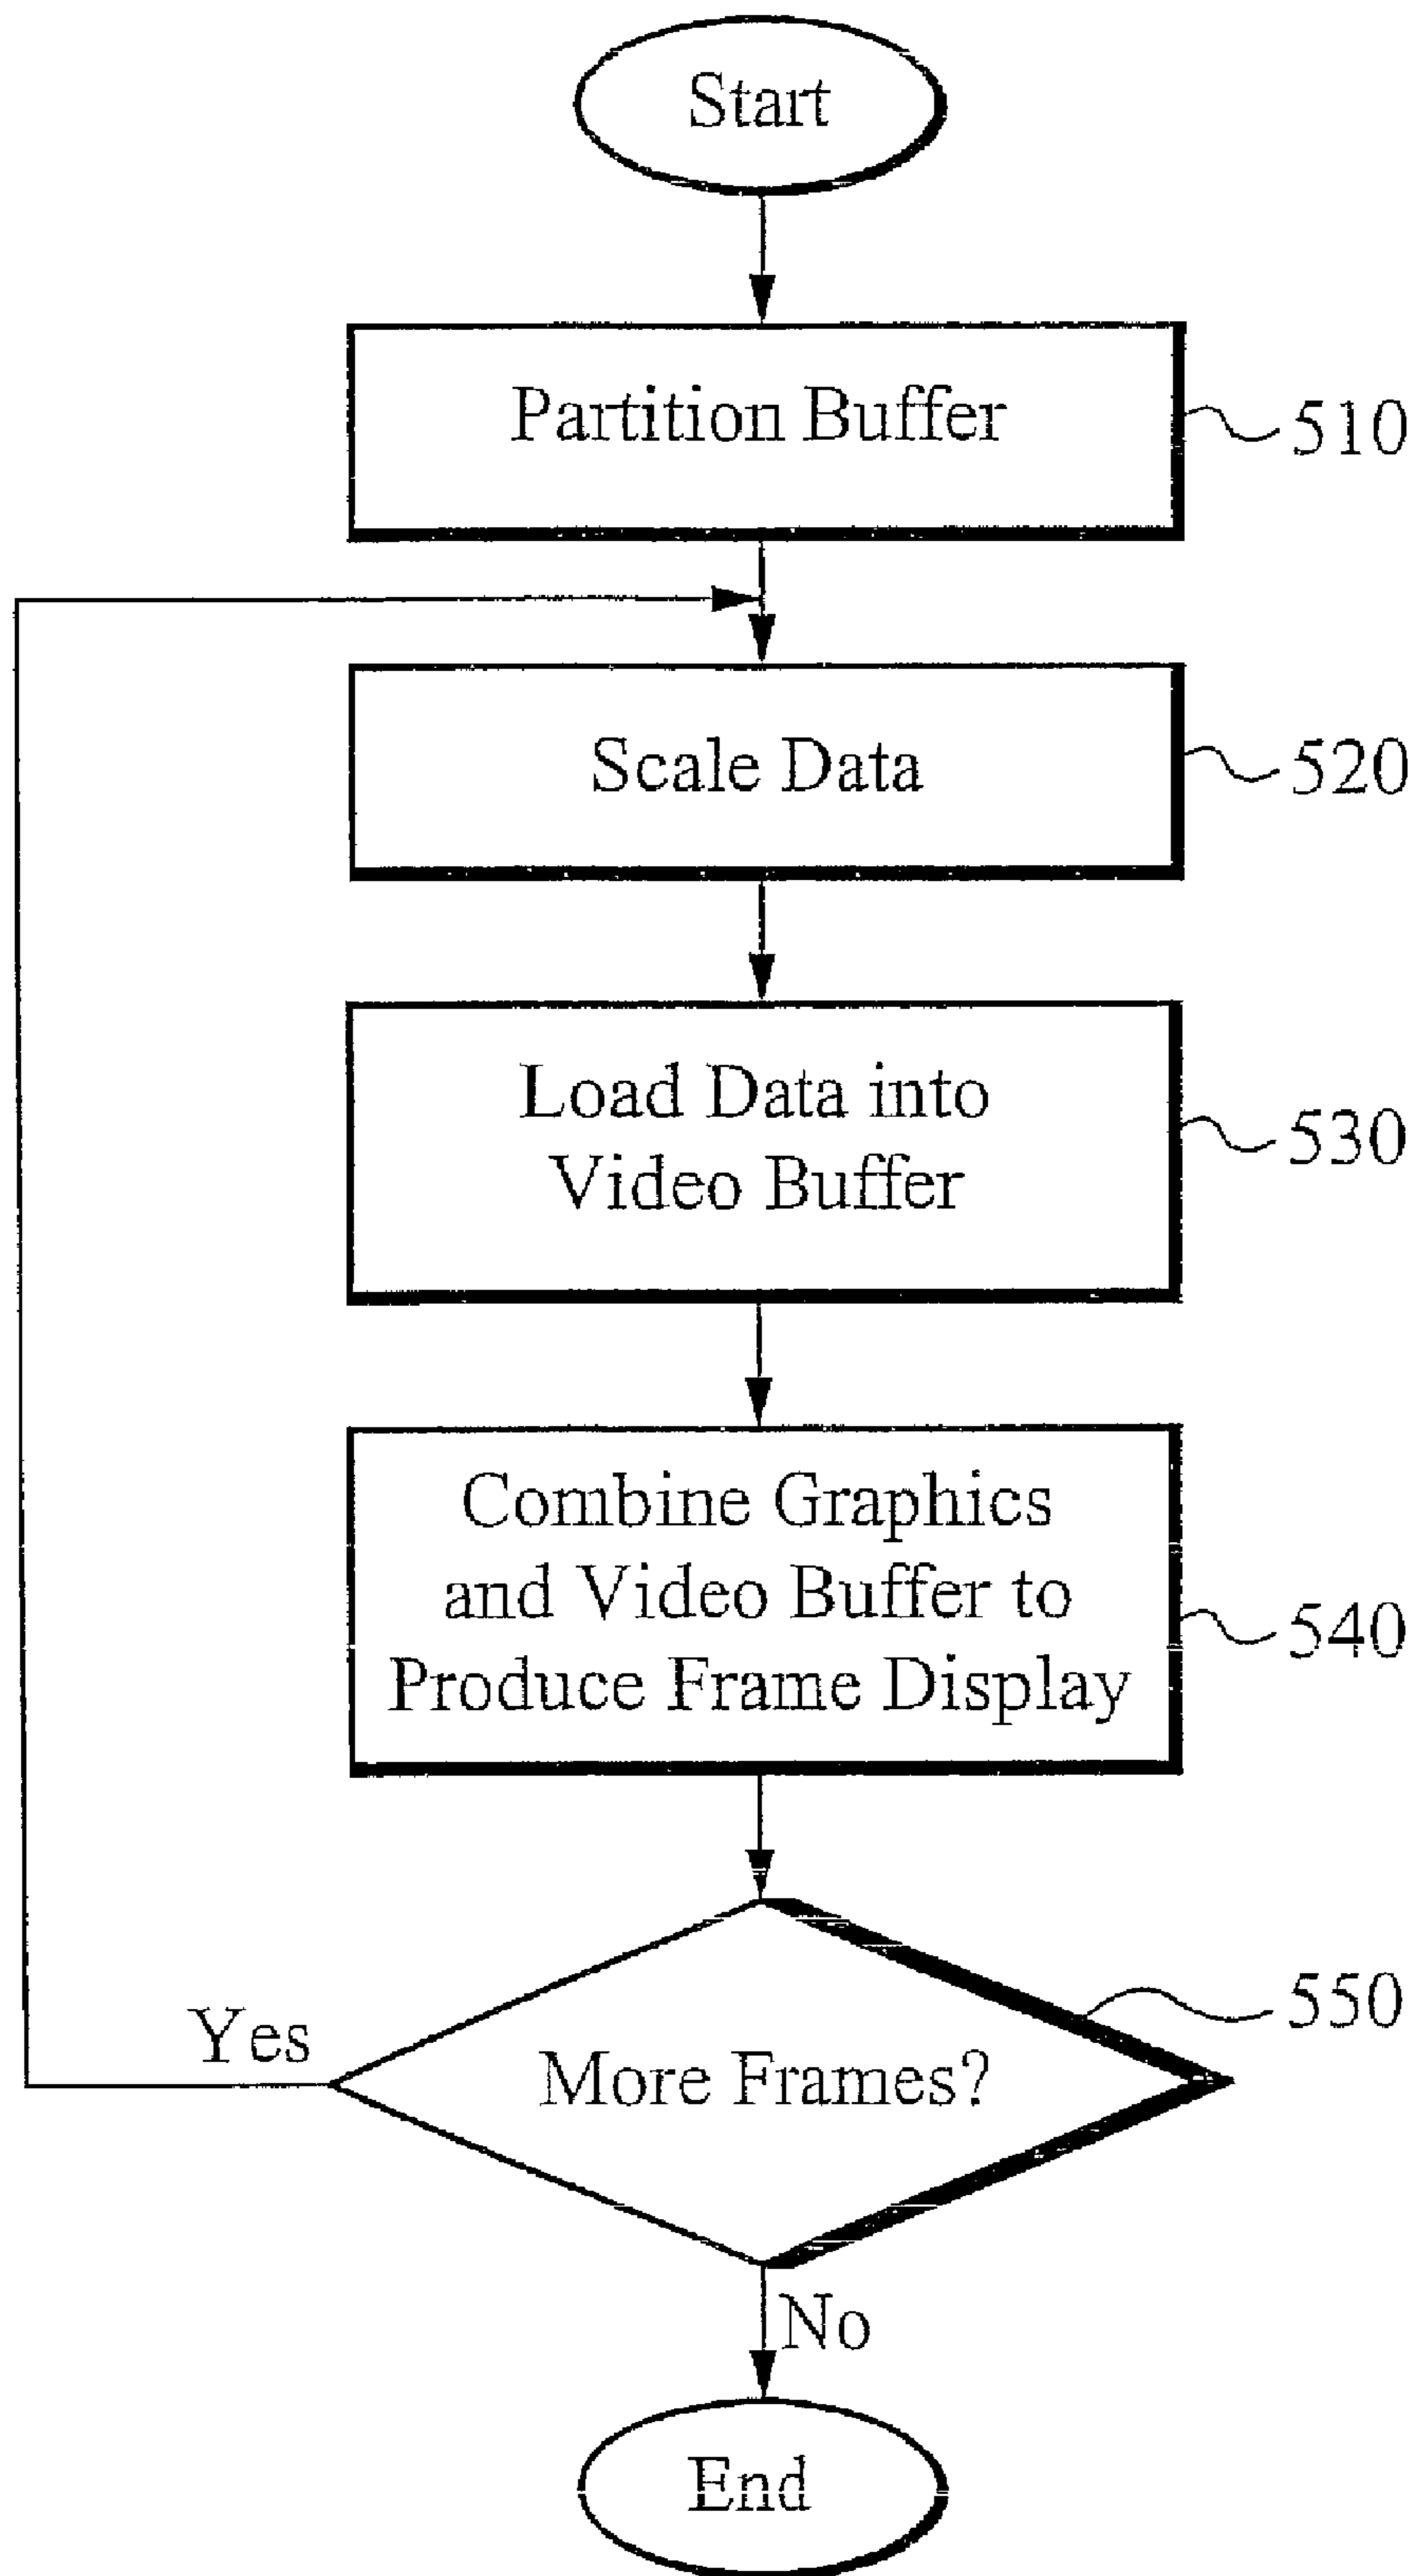 Start
Partition Buffer
510
Scale Data
520
Load Data into
Video Buffer
530
Combine Graphics
and Video Buffer to
Produce Frame Display
540
550
Yes
More Frames?
No
End